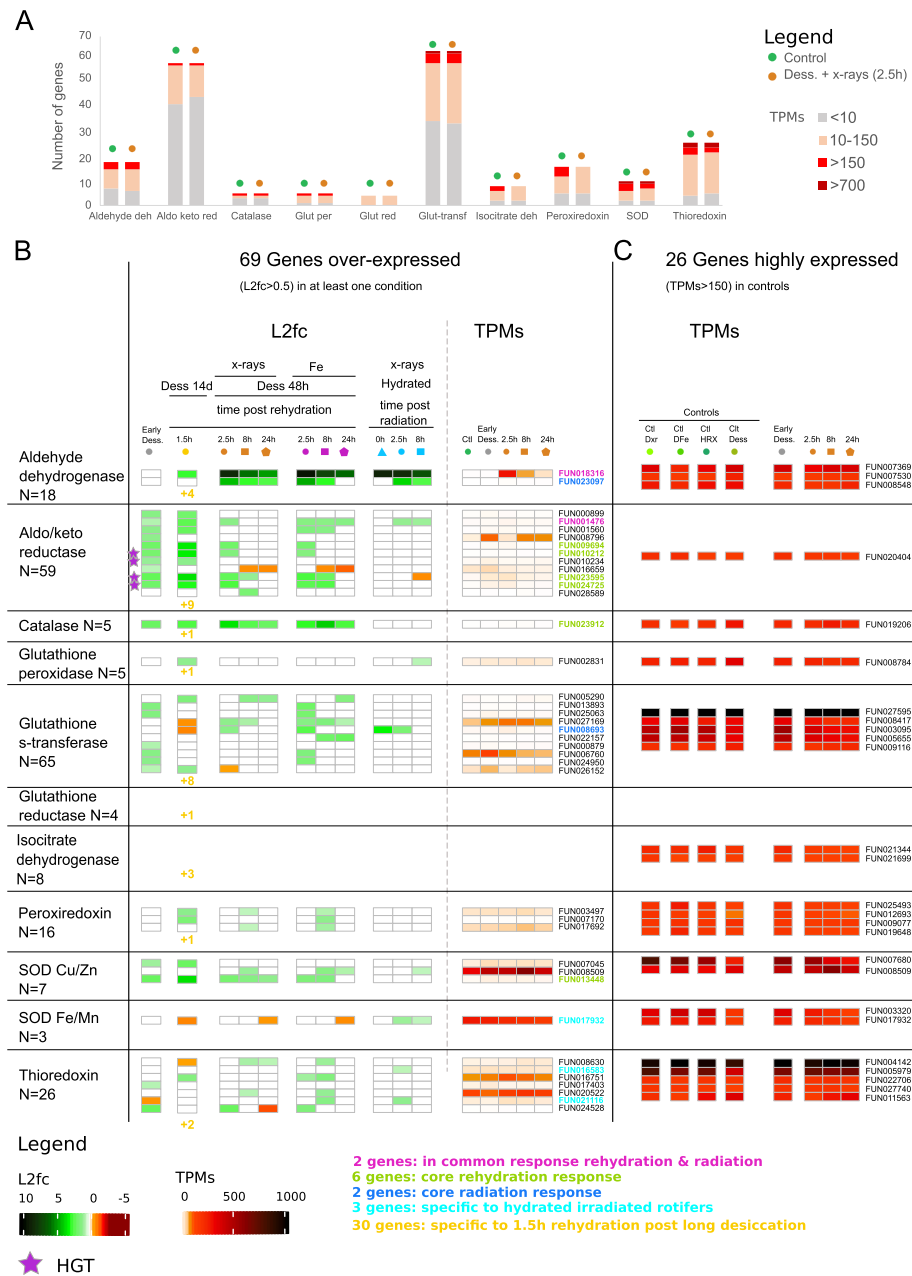 A
70
60
50
40
30
20
10
0
Number of genes
Aldehyde deh
Aldo keto red
Catalase
Glut per
Glut red
Glut-transf
Isocitrate deh
Peroxiredoxin
SOD
Thioredoxin
Legend
Control
Dess. + x-rays (2.5h)
TPMs
<10
10-150
>150
>700
B
69 Genes over-expressed
(L2fc>0.5) in at least one condition
C
26 Genes highly expressed
(TPMs>150) in controls
L2fc
TPMs
TPMs
x-rays
Fe
x-rays
Dess 14d
Dess 48h
Hydrated
time post rehydration
time post
radiation
Controls
Early
Dess.
1.5h
2.5h 8h 24h
2.5h 8h 24h
0h 2.5h 8h
Ctl
Early
Dess.
2.5h 8h 24h
Ctl
Dxr
Ctl
DFe
Ctl
HRX
Clt
Dess
Early
Dess.
2.5h 8h 24h
Aldehyde
dehydrogenase
N=18
+4
FUN018316
FUN023097
FUN007369
FUN007530
FUN008548
Aldo/keto
reductase
N=59
+9
FUN000899
FUN001476
FUN001560
FUN008796
FUN009694
FUN010212
FUN010234
FUN016659
FUN023595
FUN024725
FUN028589
FUN020404
Catalase N=5
+1
FUN023912
FUN019206
Glutathione
peroxidase N=5
+1
FUN002831
FUN008784
Glutathione
s-transferase
N=65
+8
FUN005290
FUN013893
FUN025063
FUN027169
FUN008693
FUN022157
FUN000879
FUN006760
FUN024950
FUN026152
FUN027595
FUN008417
FUN003095
FUN005655
FUN009116
Glutathione
reductase N=4
+1
Isocitrate
dehydrogenase
N=8
+3
FUN021344
FUN021699
Peroxiredoxin
N=16
+1
FUN003497
FUN007170
FUN017692
FUN025493
FUN012693
FUN009077
FUN019648
SOD Cu/Zn
N=7
FUN007045
FUN008509
FUN013448
FUN007680
FUN008509
SOD Fe/Mn
N=3
FUN017932
FUN003320
FUN017932
Thioredoxin
N=26
+2
FUN008630
FUN016583
FUN016751
FUN017403
FUN020522
FUN021116
FUN024528
FUN004142
FUN005979
FUN022706
FUN027740
FUN011563
Legend
L2fc
10 5 0 -5
TPMs
0 500 1000
HGT
2 genes: in common response rehydration & radiation
6 genes: core rehydration response
2 genes: core radiation response
3 genes: specific to hydrated irradiated rotifers
30 genes: specific to 1.5h rehydration post long desiccation